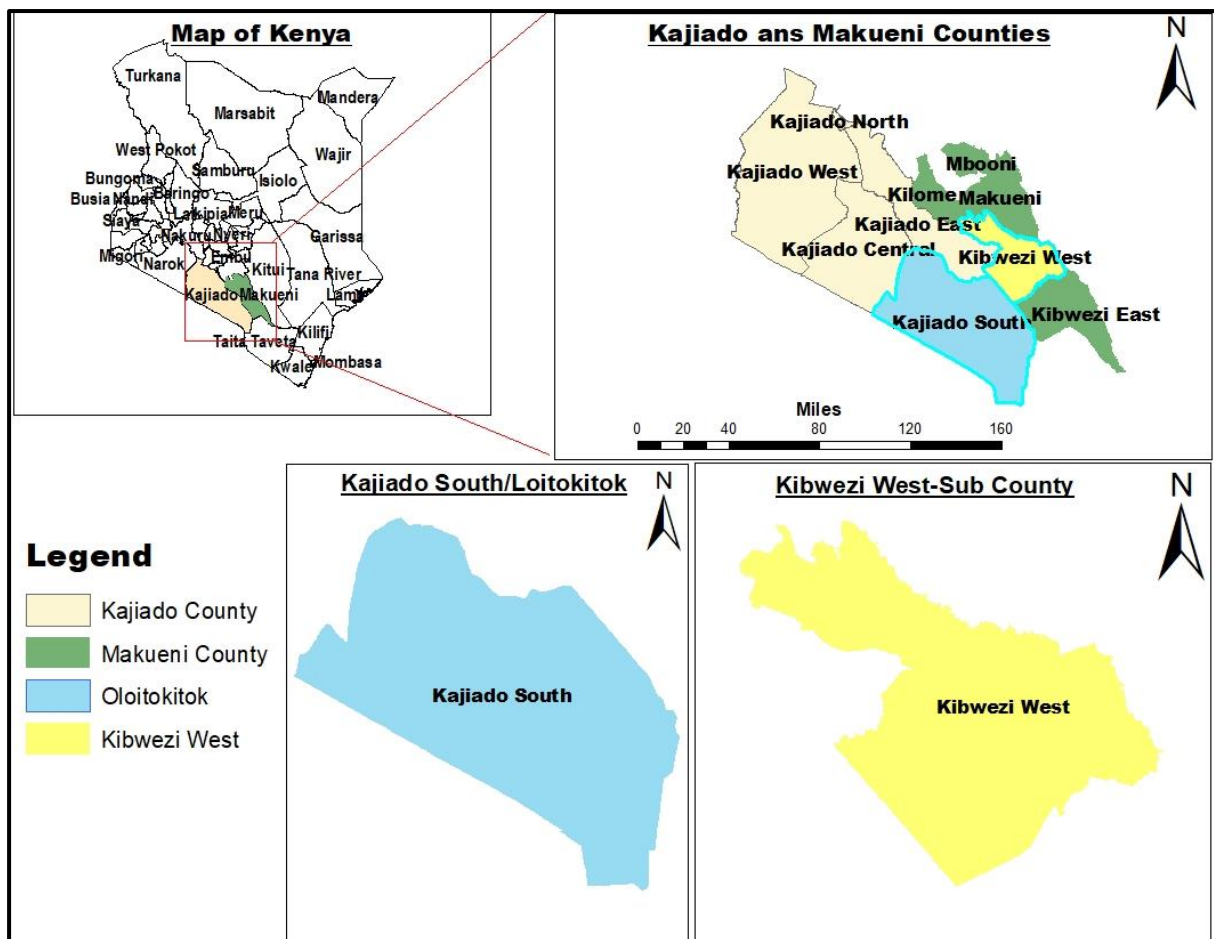 Map of Kenya
Turkana
Mandera
Marsabit
West Pokot
Wajir
Samburu
Isiolo
Bungoma
Baringo
Busia
Nandi
Laikipia
Meru
Siaya
Nakuru
Nyeri
Garissa
Migori
Narok
Embu
Kitui
Tana River
Kajiado
Makueni
Lamu
Kilifi
Taita Taveta
Kwale
Mombasa
Kajiado ans Makueni Counties
N
Kajiado North
Mbooni
Kajiado West
Kilome
Makueni
Kajiado East
Kajiado Central
Kibwezi West
Kajiado South
Kibwezi East
Miles
0 20 40 80 120 160
Kajiado South/Loitokitok
N
Kajiado South
Kibwezi West-Sub County
N
Kibwezi West
Legend
Kajiado County
Makueni County
Oloitokitok
Kibwezi West